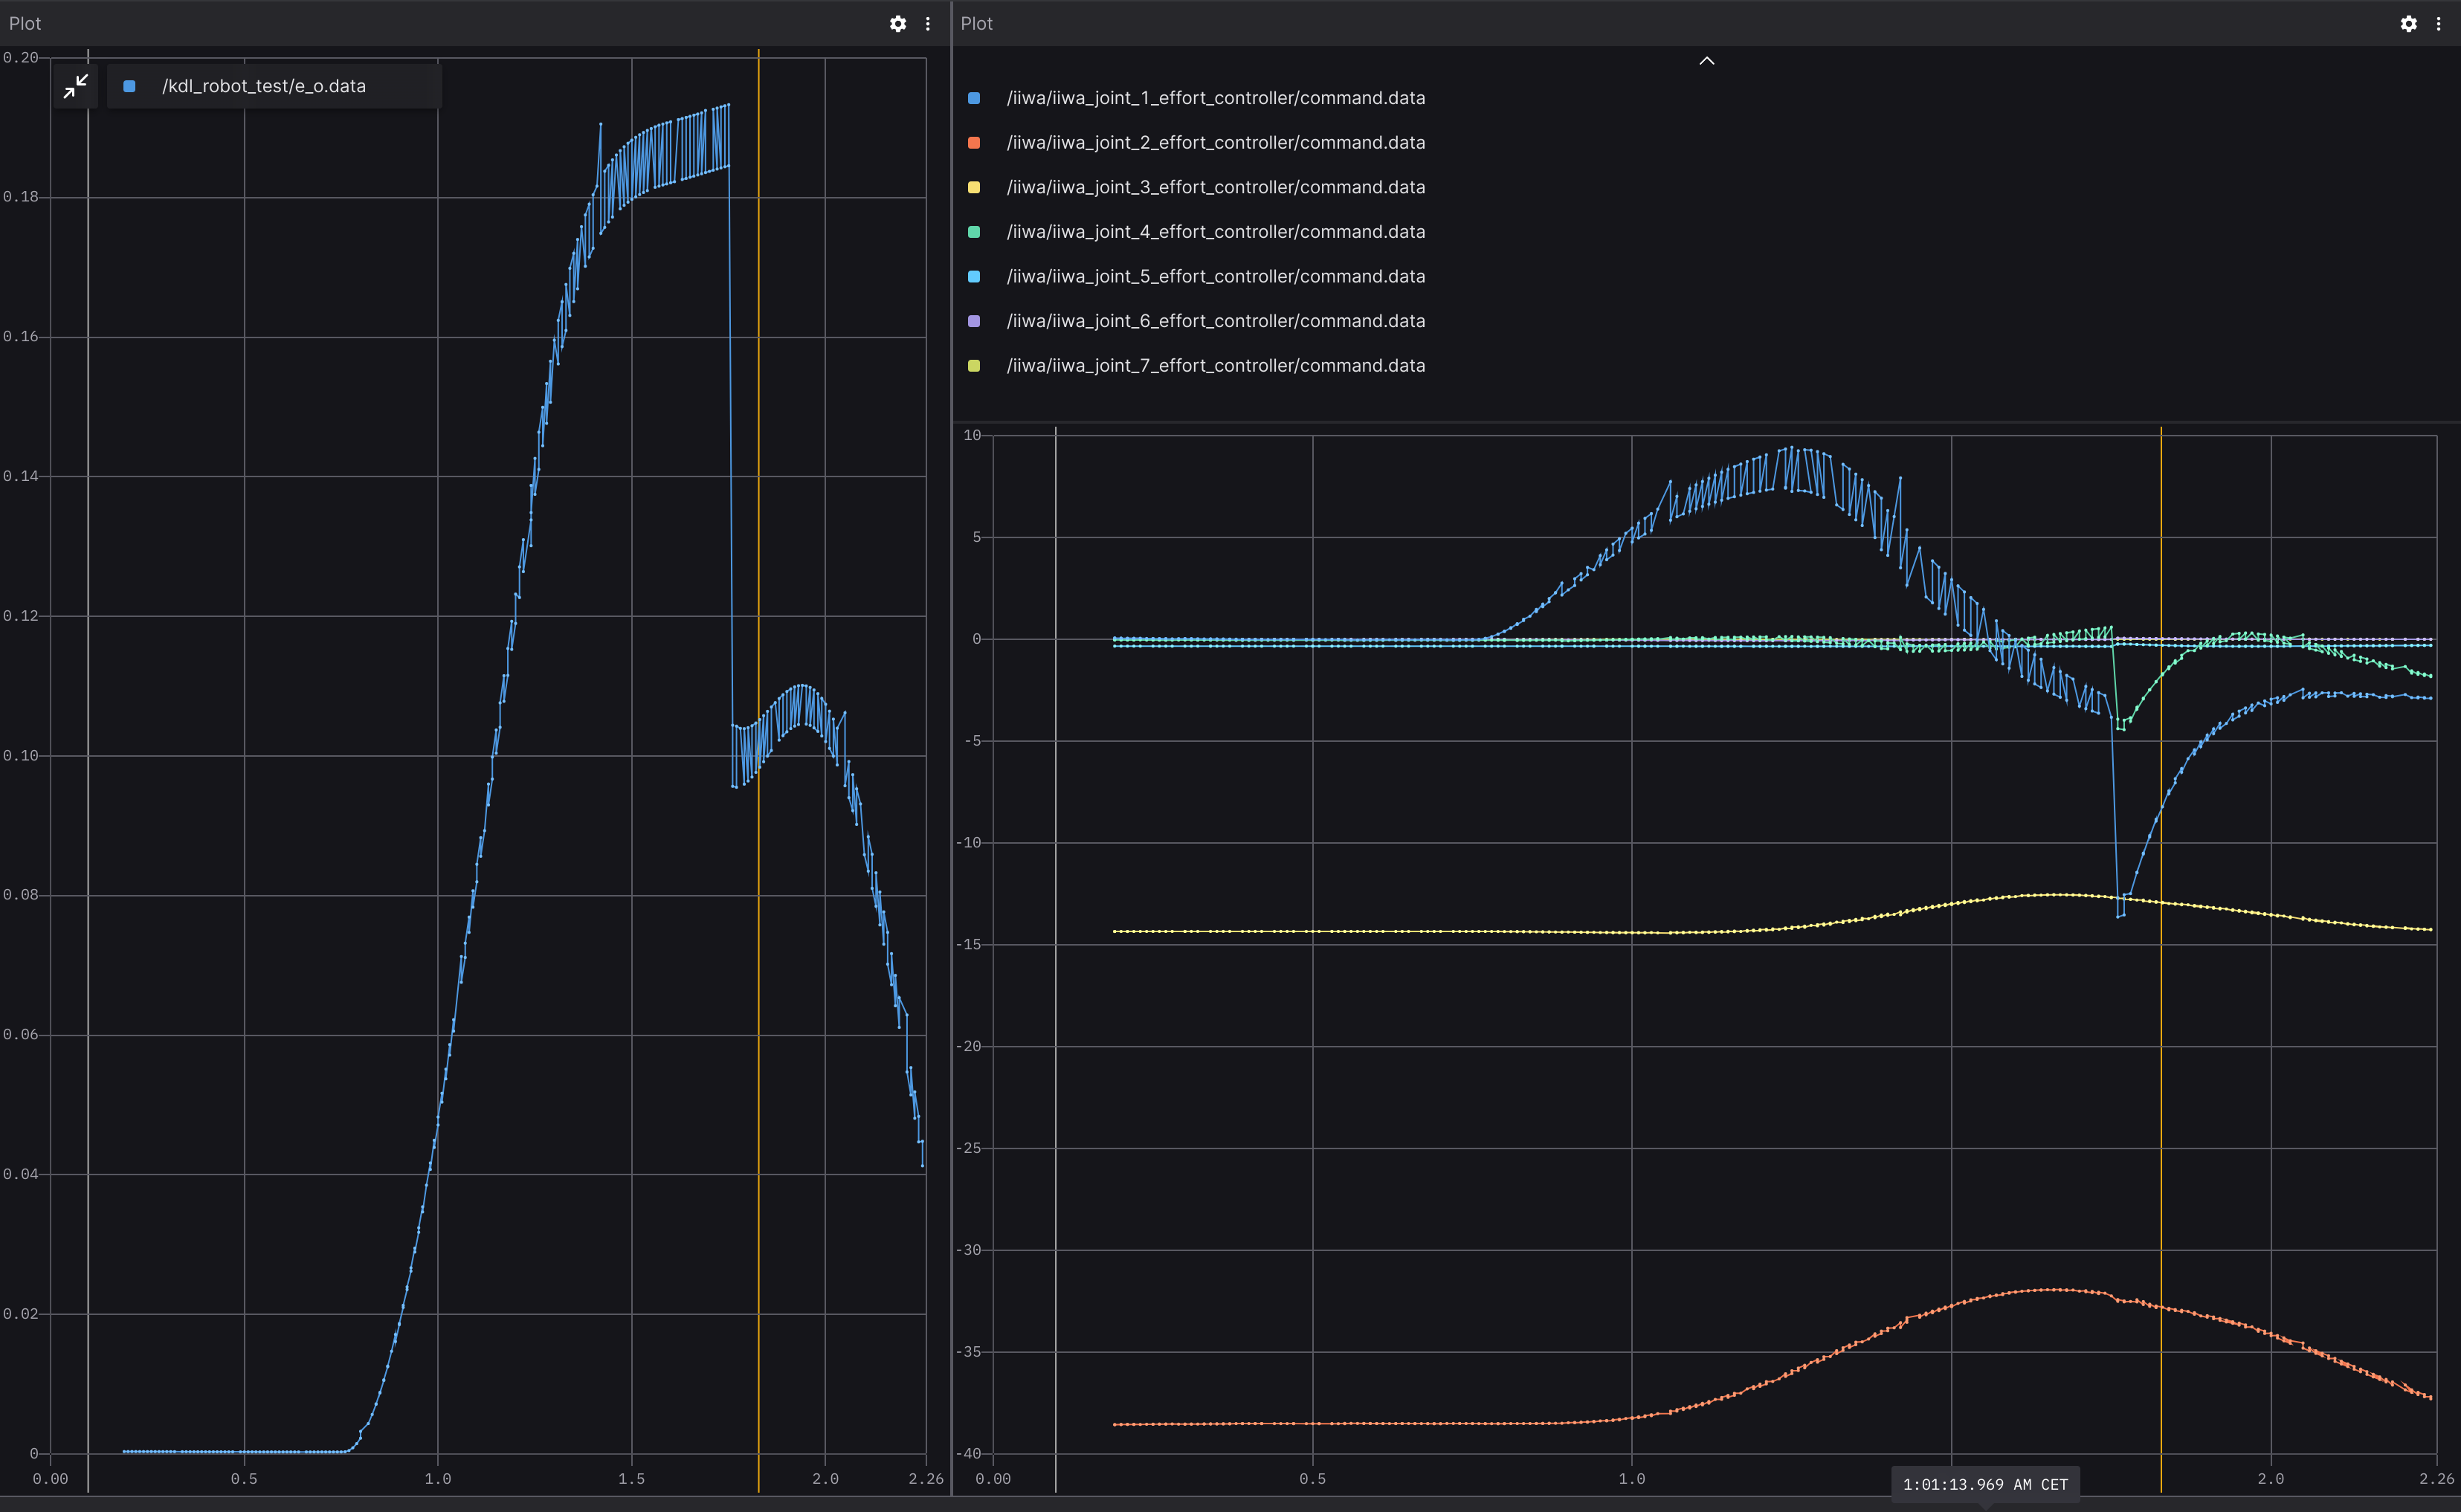 Plot
/kdl_robot_test/e_o.data
0.20
0.18
0.16
0.14
0.12
0.10
0.08
0.06
0.04
0.02
0
0.00 0.5 1.0 1.5 2.0 2.26
Plot
/iiwa/iiwa_joint_1_effort_controller/command.data
/iiwa/iiwa_joint_2_effort_controller/command.data
/iiwa/iiwa_joint_3_effort_controller/command.data
/iiwa/iiwa_joint_4_effort_controller/command.data
/iiwa/iiwa_joint_5_effort_controller/command.data
/iiwa/iiwa_joint_6_effort_controller/command.data
/iiwa/iiwa_joint_7_effort_controller/command.data
10
5
0
-5
-10
-15
-20
-25
-30
-35
-40
0.00 0.5 1.0 2.0 2.26
1:01:13.969 AM CET